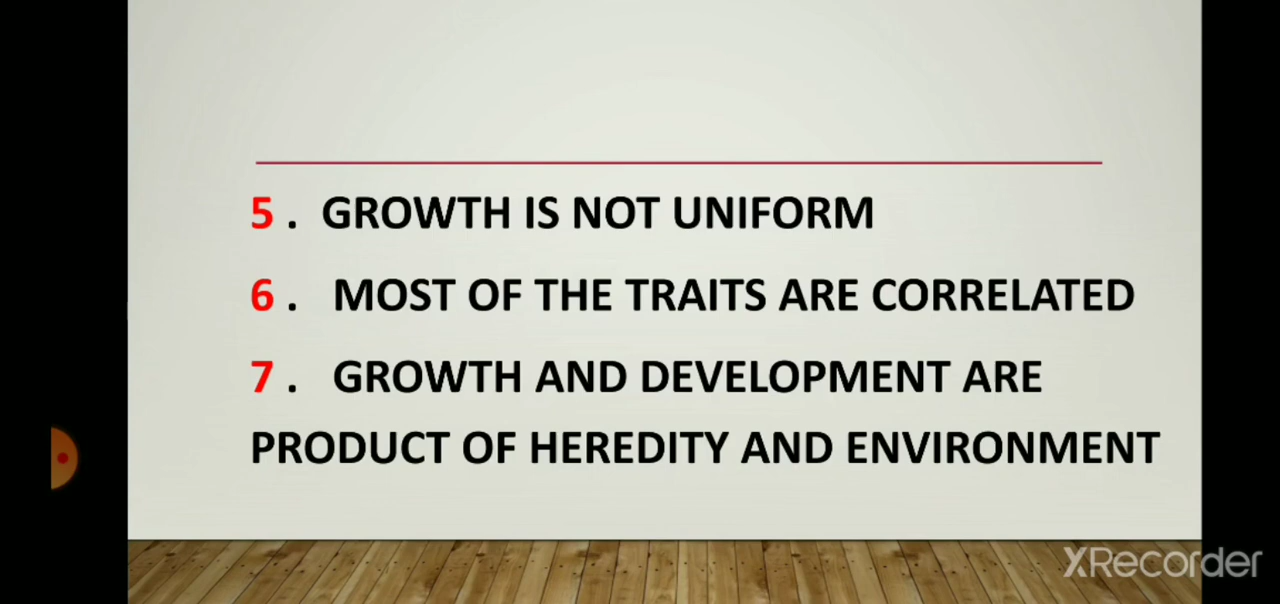 5 . GROWTH IS NOT UNIFORM
6 . MOST OF THE TRAITS ARE CORRELATED
7 . GROWTH AND DEVELOPMENT ARE
PRODUCT OF HEREDITY AND ENVIRONMENT
XRecorder